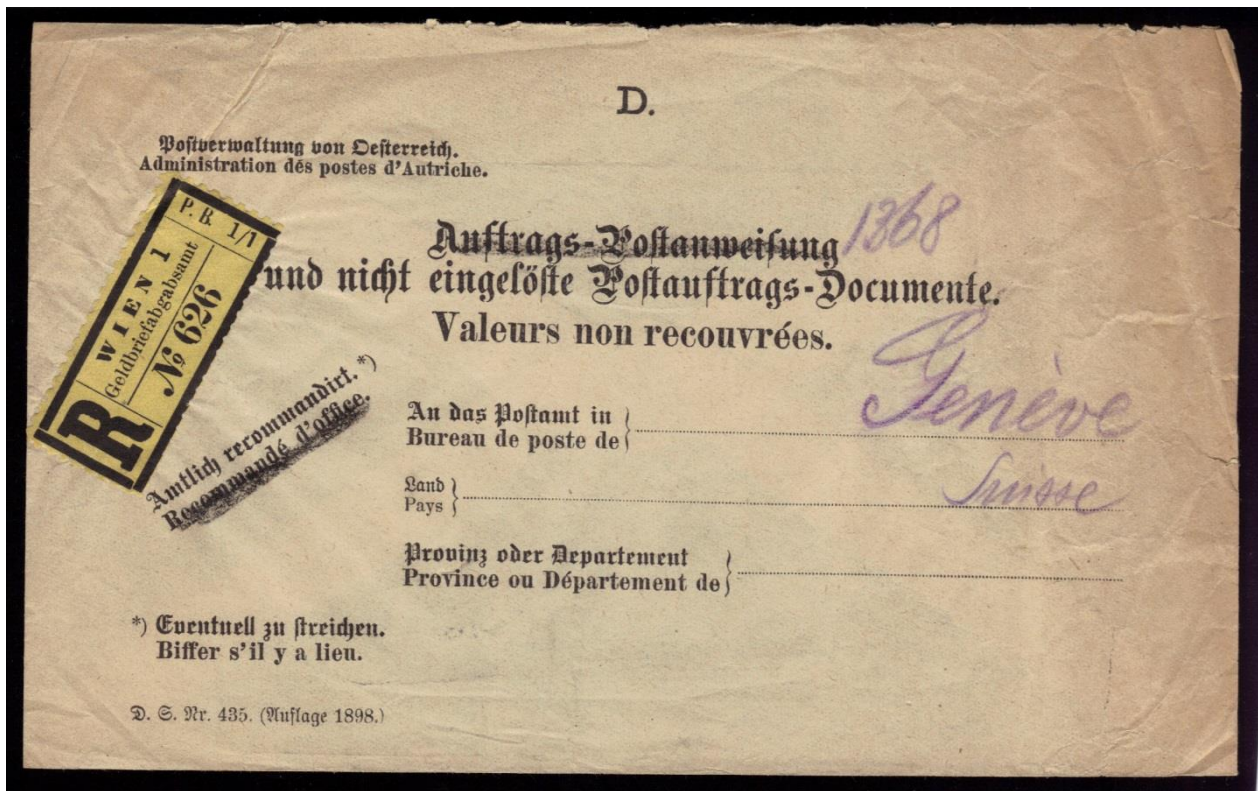 D.
Postverwaltung von Oesterreich.
Administration des postes d'Autriche.
P. B. 1/1
WIEN 1
Geldbriefabgabsamt
№ 626
R
Auftrags-Postanweisung 1368
und nicht eingelöste Postauftrags-Documente.
Valeurs non recouvrées.
Amtlich recommandirt.*)
Recommandé d'office.
An das Postamt in }
Bureau de poste de } Genève
Land }
Pays } Suisse
Provinz oder Departement }
Province ou Département de }
*) Eventuell zu streichen.
Biffer s'il y a lieu.
D. S. Nr. 435. (Auflage 1898.)